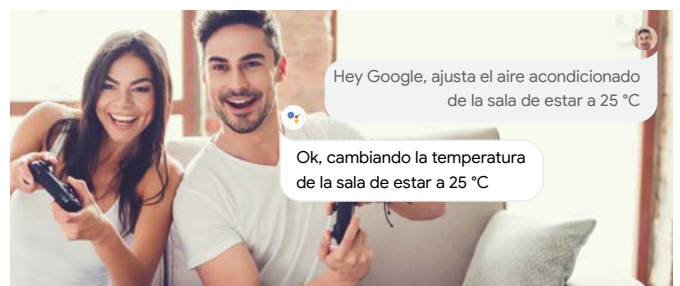 Hey Google, ajusta el aire acondicionado
de la sala de estar a 25 °C
Ok, cambiando la temperatura
de la sala de estar a 25 °C